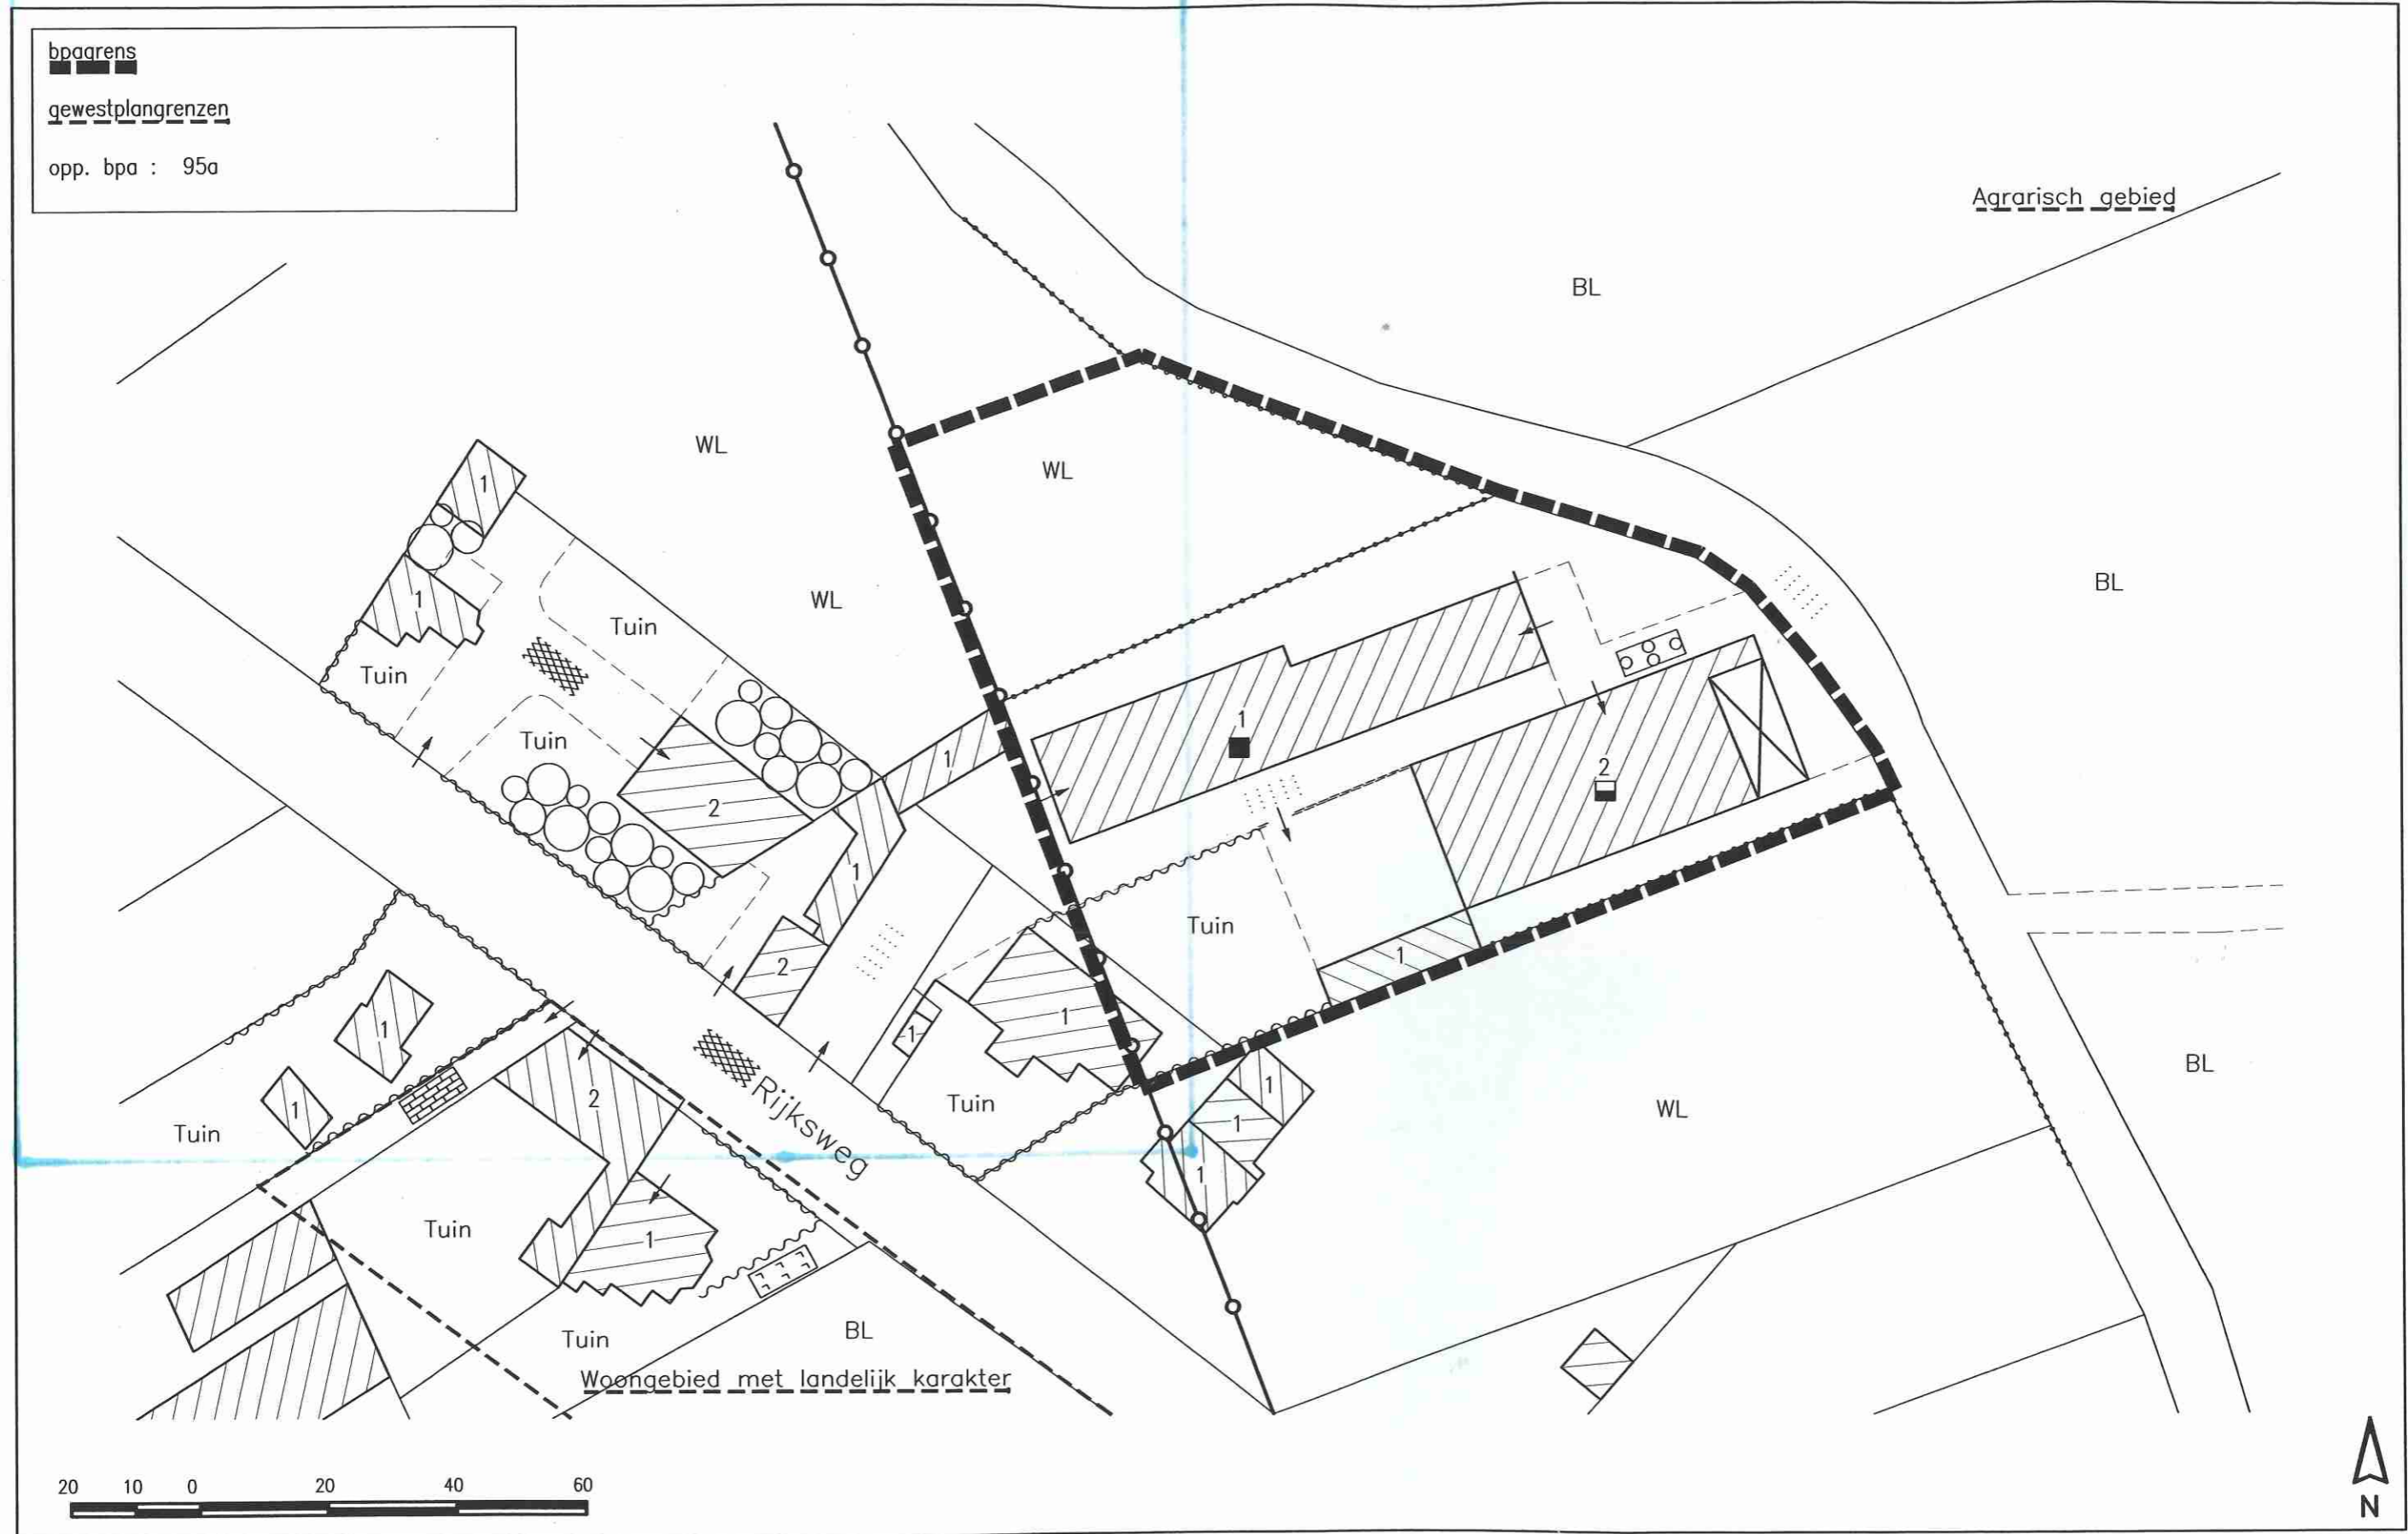 bpagrens
gewestplangrenzen
opp. bpa : 95a
Agrarisch gebied
BL
WL
WL
1
BL
WL
1
Tuin
Tuin
1
Tuin
1
2
2
1
Tuin
1
2
1
1
1
1
Tuin
1
BL
2
Rijksweg
Tuin
WL
1
Tuin
1
1
Tuin
1
Tuin
BL
Woongebied met landelijk karakter
20 10 0 20 40 60
N